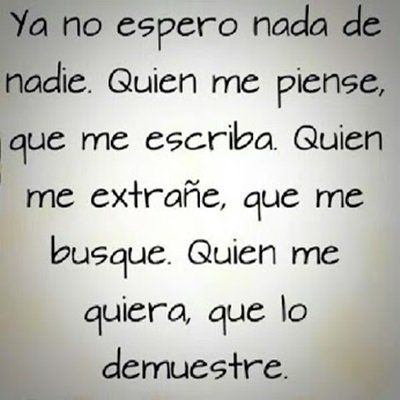 Ya no espero nada de
nadie. Quien me piense,
que me escriba. Quien
me extrañe, que me
busque. Quien me
quiera, que lo
demuestre.